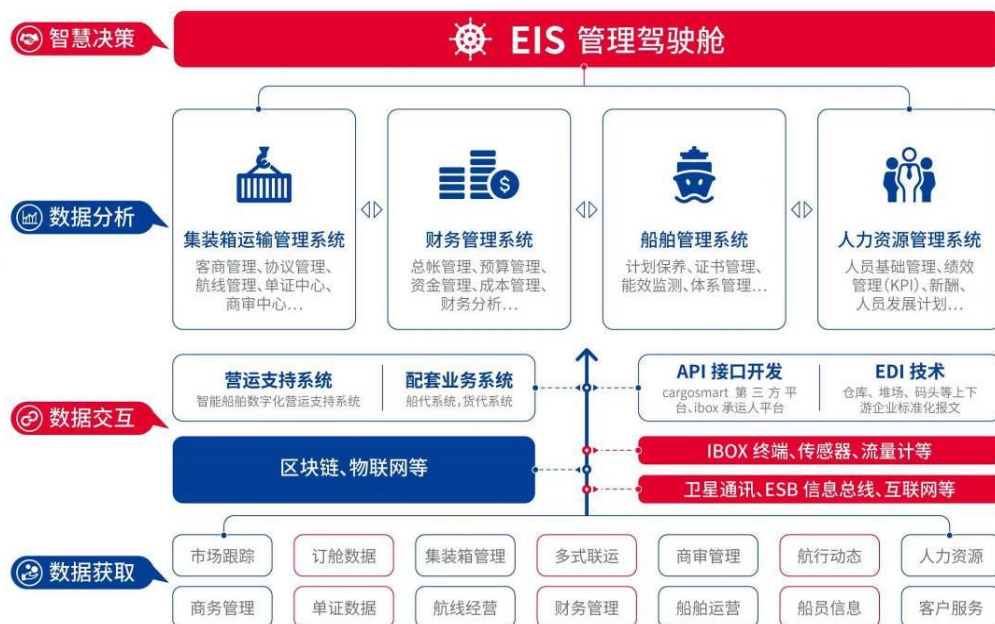 智慧决策
EIS 管理驾驶舱
数据分析
集装箱运输管理系统
客商管理、协议管理、
航线管理、单证中心、
商审中心...
财务管理系统
总帐管理、预算管理、
资金管理、成本管理、
财务分析...
船舶管理系统
计划保养、证书管理、
能效监测、体系管理...
人力资源管理系统
人员基础管理、绩效
管理(KPI)、新酬、
人员发展计划...
数据交互
营运支持系统
智能船舶数字化营运支持系统
配套业务系统
船代系统,货代系统
API 接口开发
cargosmart 第三方平
台、ibox 承运人平台
EDI 技术
仓库、堆场、码头等上下
游企业标准化报文
区块链、物联网等
IBOX 终端、传感器、流量计等
卫星通讯、ESB 信息总线、互联网等
数据获取
市场跟踪
订舱数据
集装箱管理
多式联运
商审管理
航行动态
人力资源
商务管理
单证数据
航线经营
财务管理
船舶运营
船员信息
客户服务